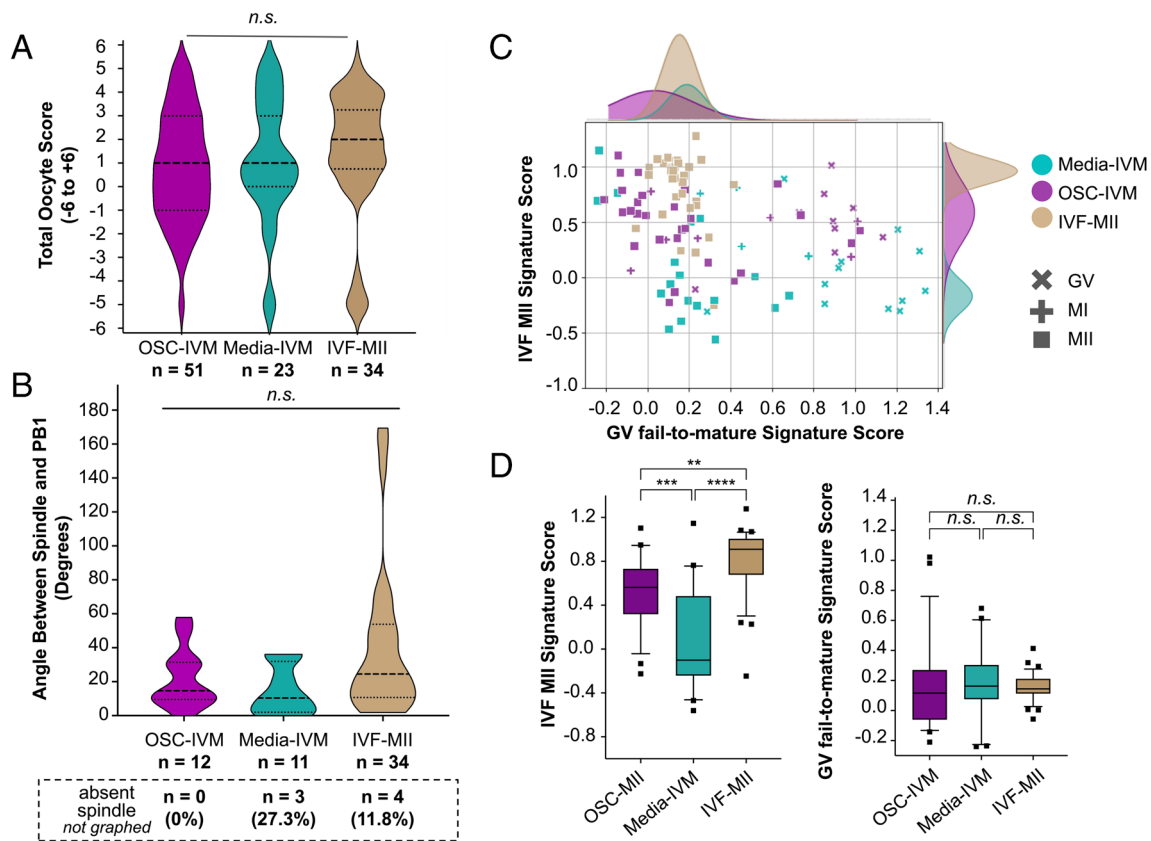 A
n.s.
Total Oocyte Score
(-6 to +6)
6
5
4
3
2
1
0
-1
-2
-3
-4
-5
-6
OSC-IVM Media-IVM IVF-MII
n = 51 n = 23 n = 34
B
n.s.
Angle Between Spindle and PB1
(Degrees)
180
160
140
120
100
80
60
40
20
0
OSC-IVM Media-IVM IVF-MII
n = 12 n = 11 n = 34
absent n = 0 n = 3 n = 4
spindle (0%) (27.3%) (11.8%)
not graphed
C
IVF MII Signature Score
1.0
0.5
0.0
-0.5
-1.0
-0.2 0.0 0.2 0.4 0.6 0.8 1.0 1.2 1.4
GV fail-to-mature Signature Score
Media-IVM
OSC-IVM
IVF-MII
GV
MI
MII
D
**
*** ****
IVF MII Signature Score
1.2
0.8
0.4
0.0
-0.4
-0.8
OSC-MII Media-IVM IVF-MII
n.s.
n.s. n.s.
GV fail-to-mature Signature Score
1.4
1.2
1.0
0.8
0.6
0.4
0.2
0.0
-0.2
OSC-IVM Media-IVM IVF-MII